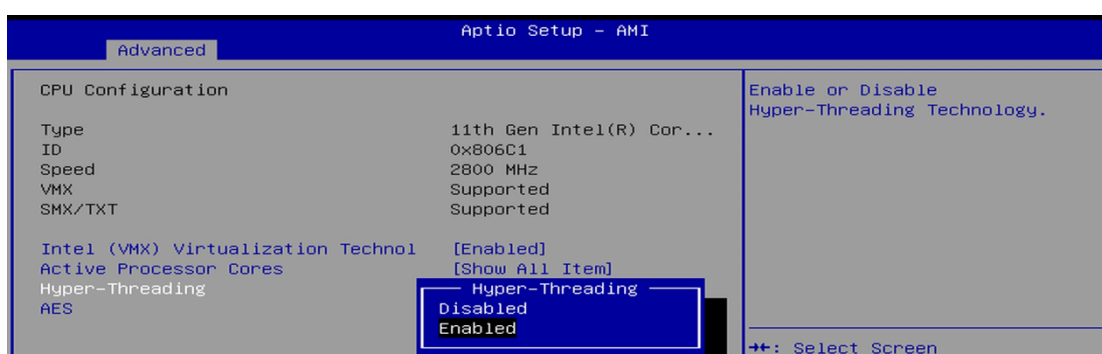 Aptio Setup – AMI
Advanced
CPU Configuration
Enable or Disable
Hyper-Threading Technology.
Type 11th Gen Intel(R) Cor...
ID 0x806C1
Speed 2800 MHz
VMX Supported
SMX/TXT Supported
Intel (VMX) Virtualization Technol [Enabled]
Active Processor Cores [Show All Item]
Hyper-Threading
AES
Hyper-Threading
Disabled
Enabled
→←: Select Screen